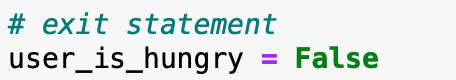 # exit statement
user_is_hungry = False